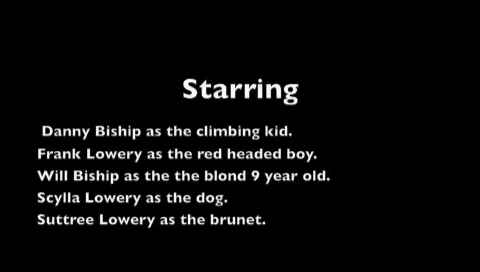 Starring
Danny Biship as the climbing kid.
Frank Lowery as the red headed boy.
Will Biship as the the blond 9 year old.
Scylla Lowery as the dog.
Suttree Lowery as the brunet.